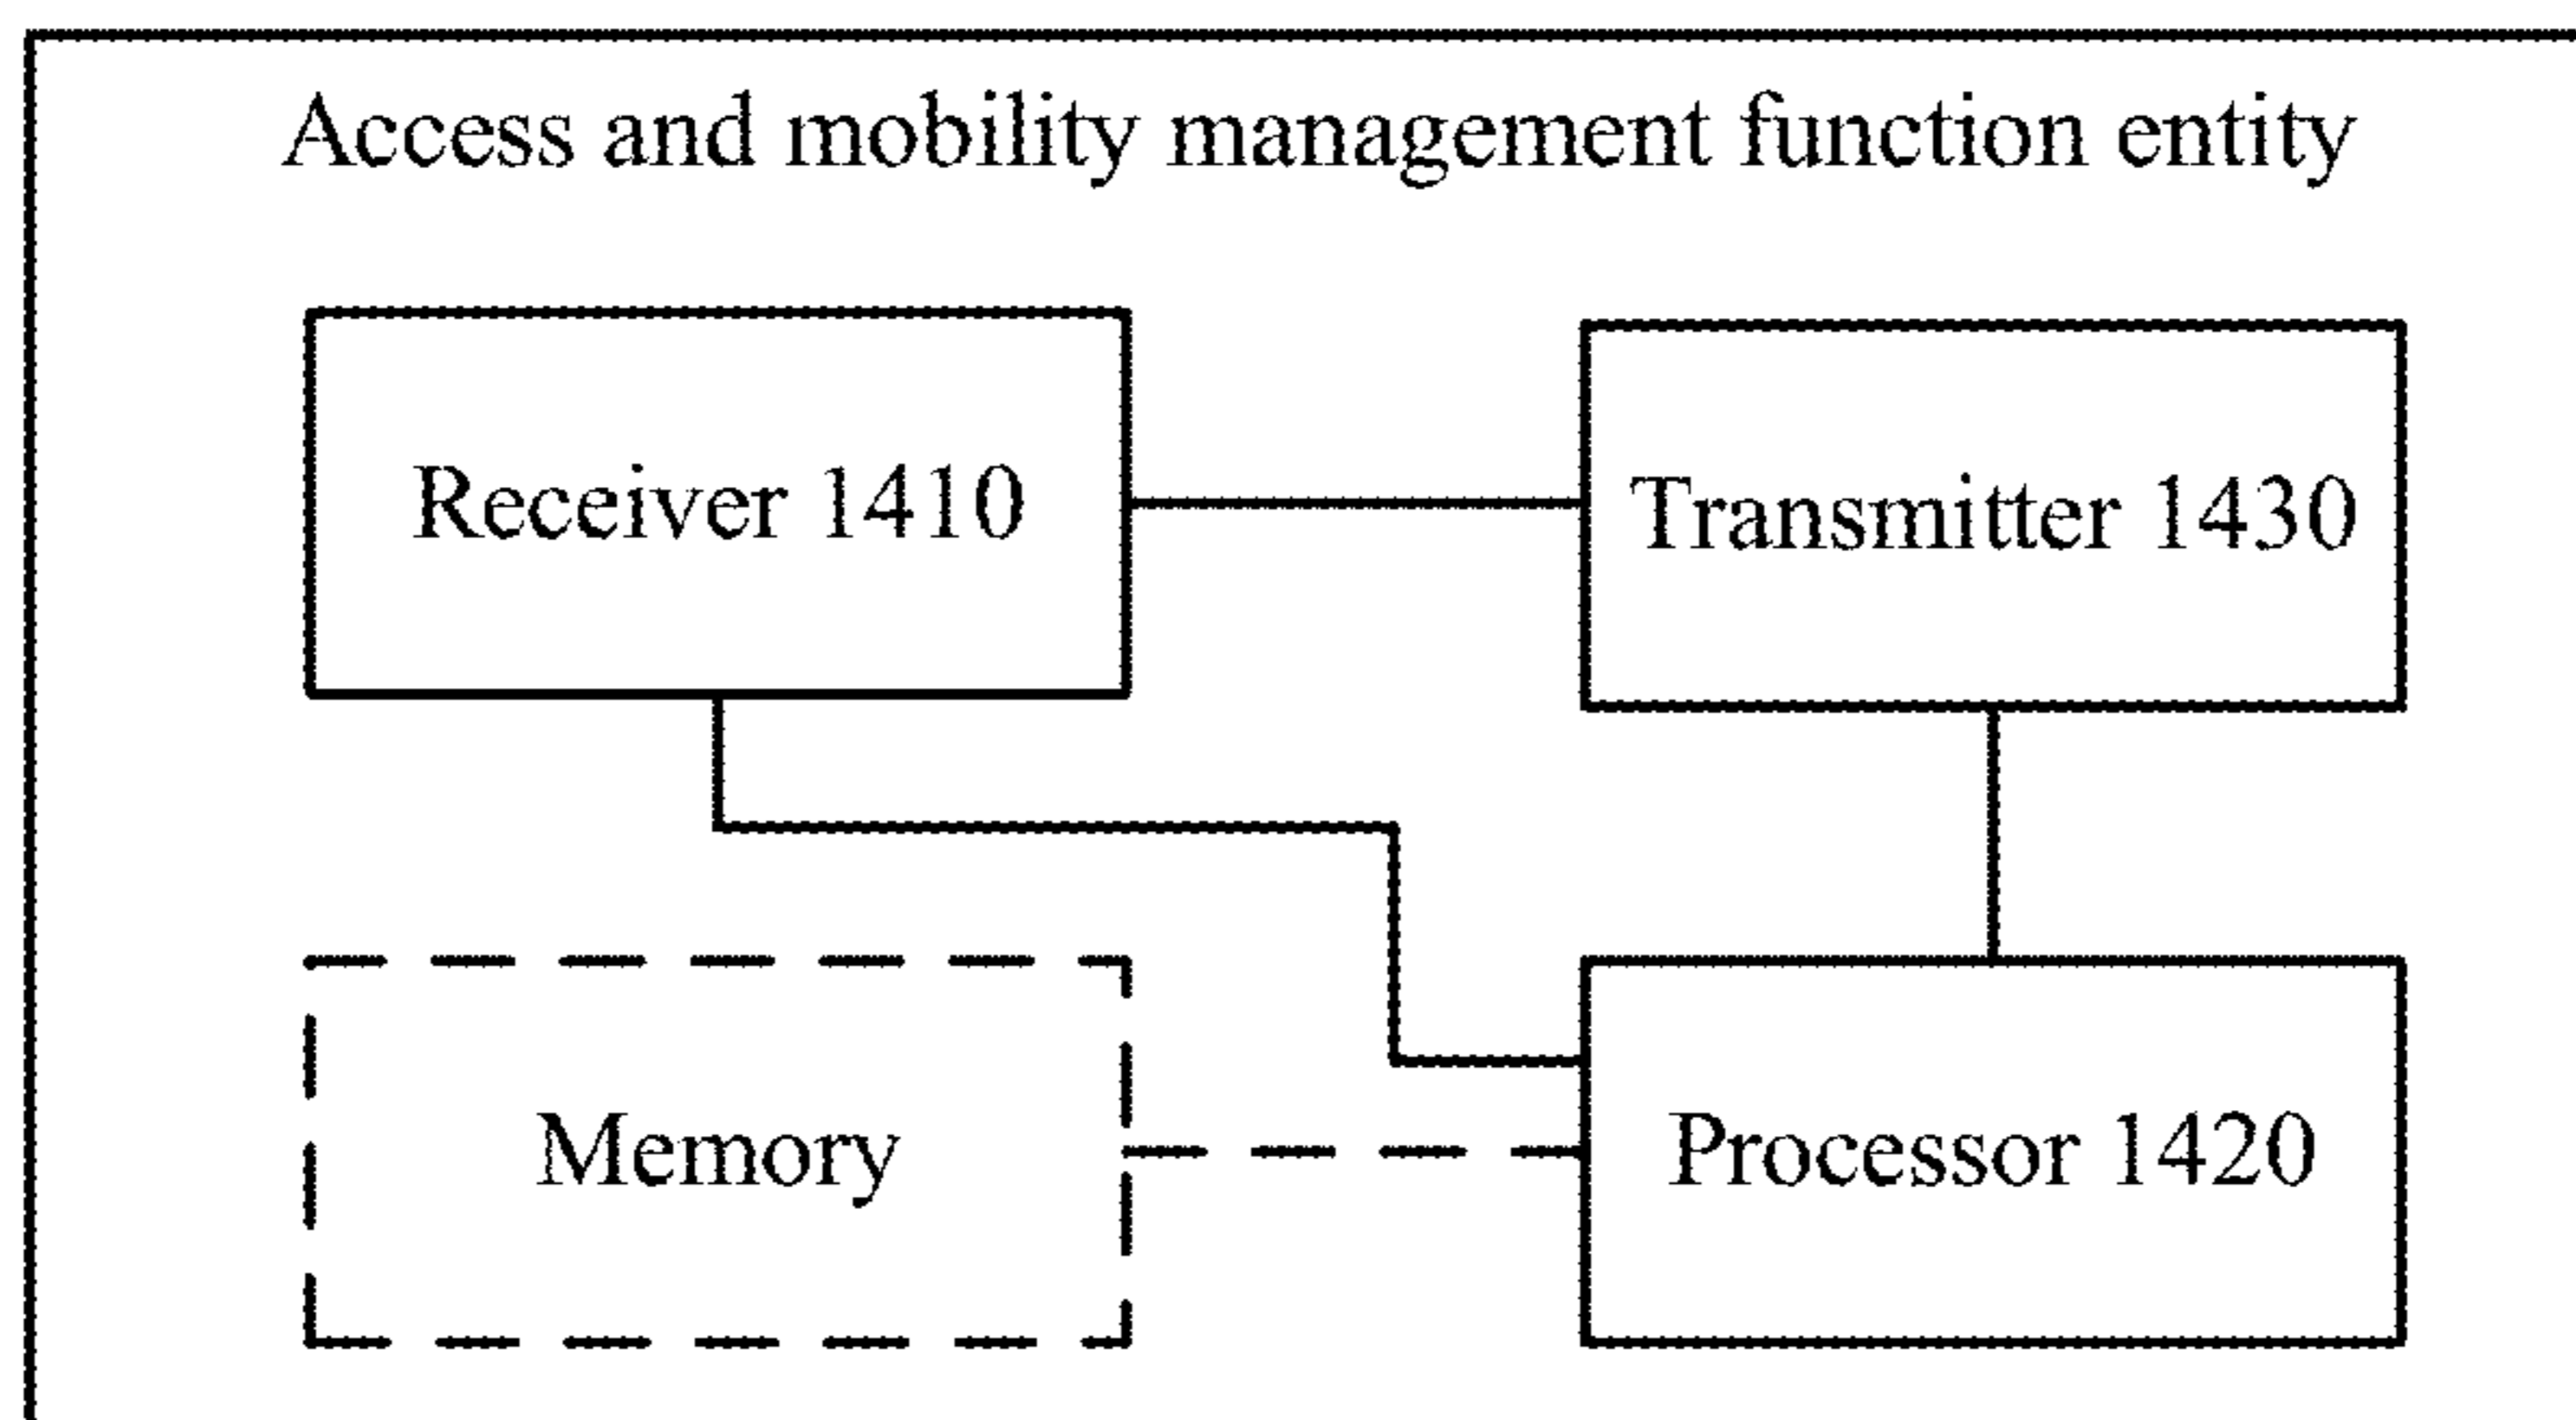 Access and mobility management function entity
Receiver 1410
Transmitter 1430
Memory
Processor 1420